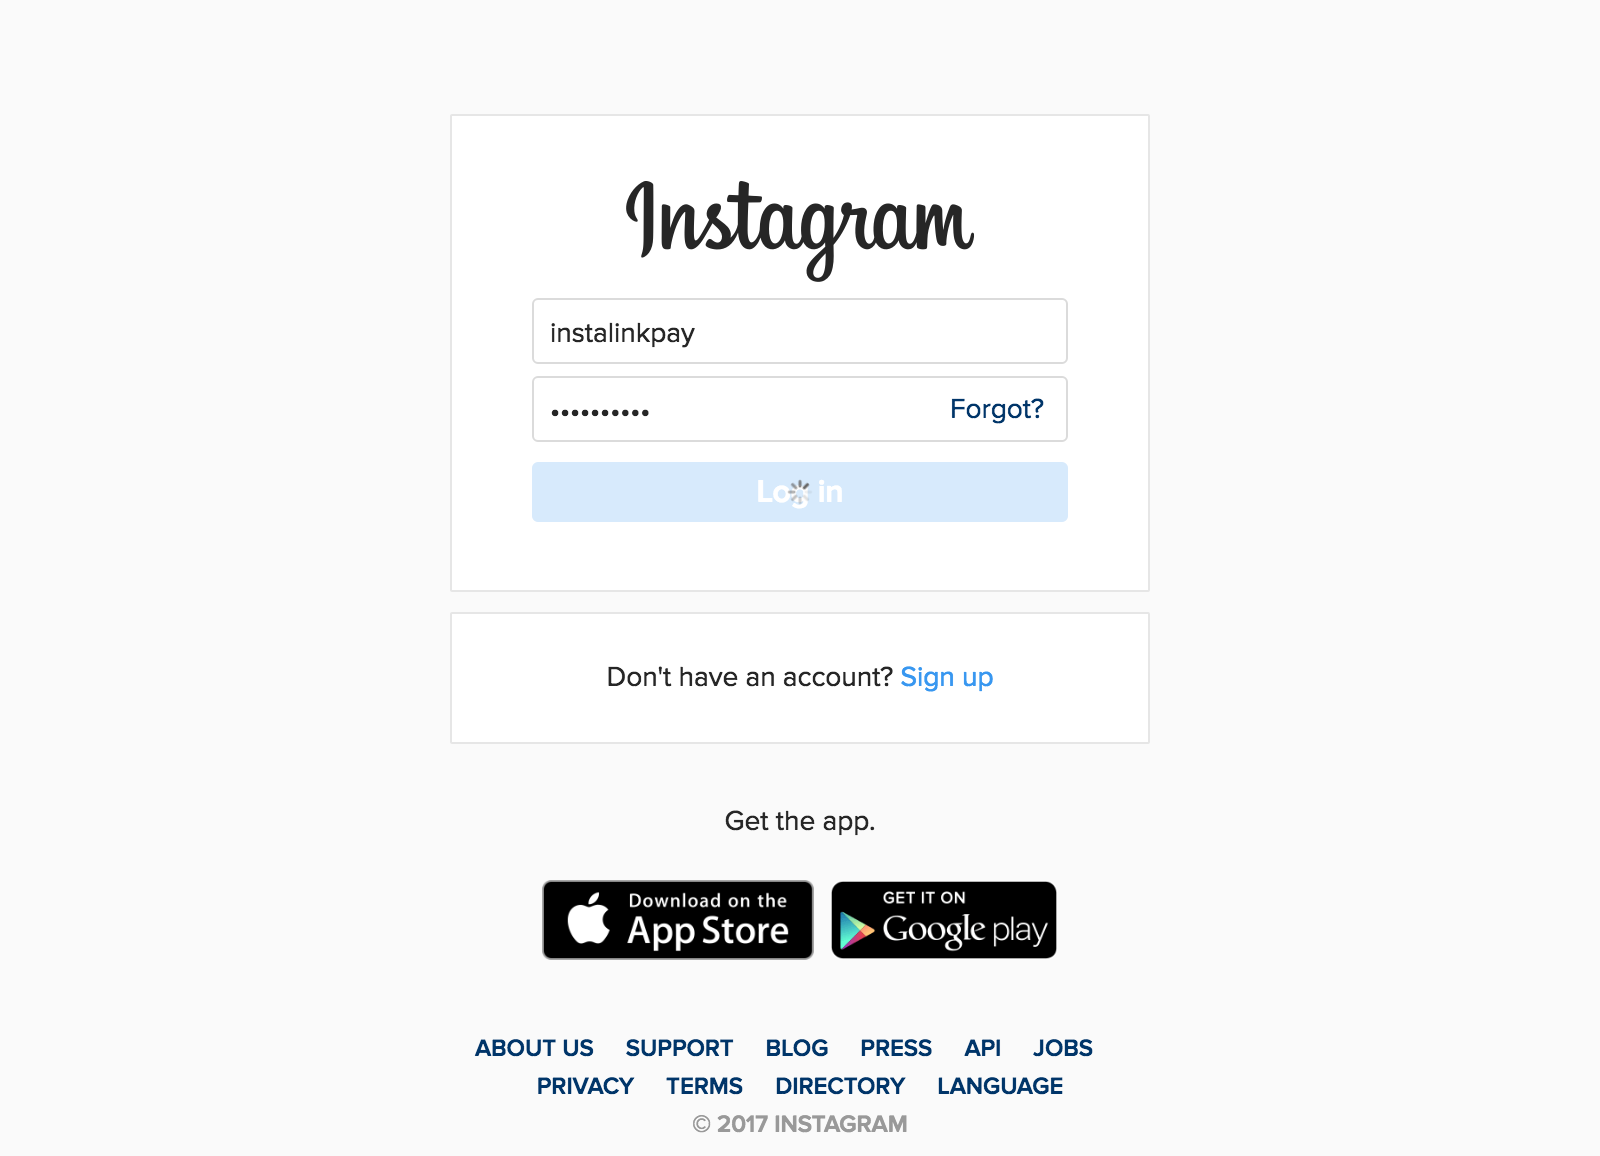 Instagram
instalinkpay
•••••••••• Forgot?
Log in
Don't have an account? Sign up
Get the app.
Download on the
App Store
GET IT ON
Google play
ABOUT US SUPPORT BLOG PRESS API JOBS
PRIVACY TERMS DIRECTORY LANGUAGE
© 2017 INSTAGRAM